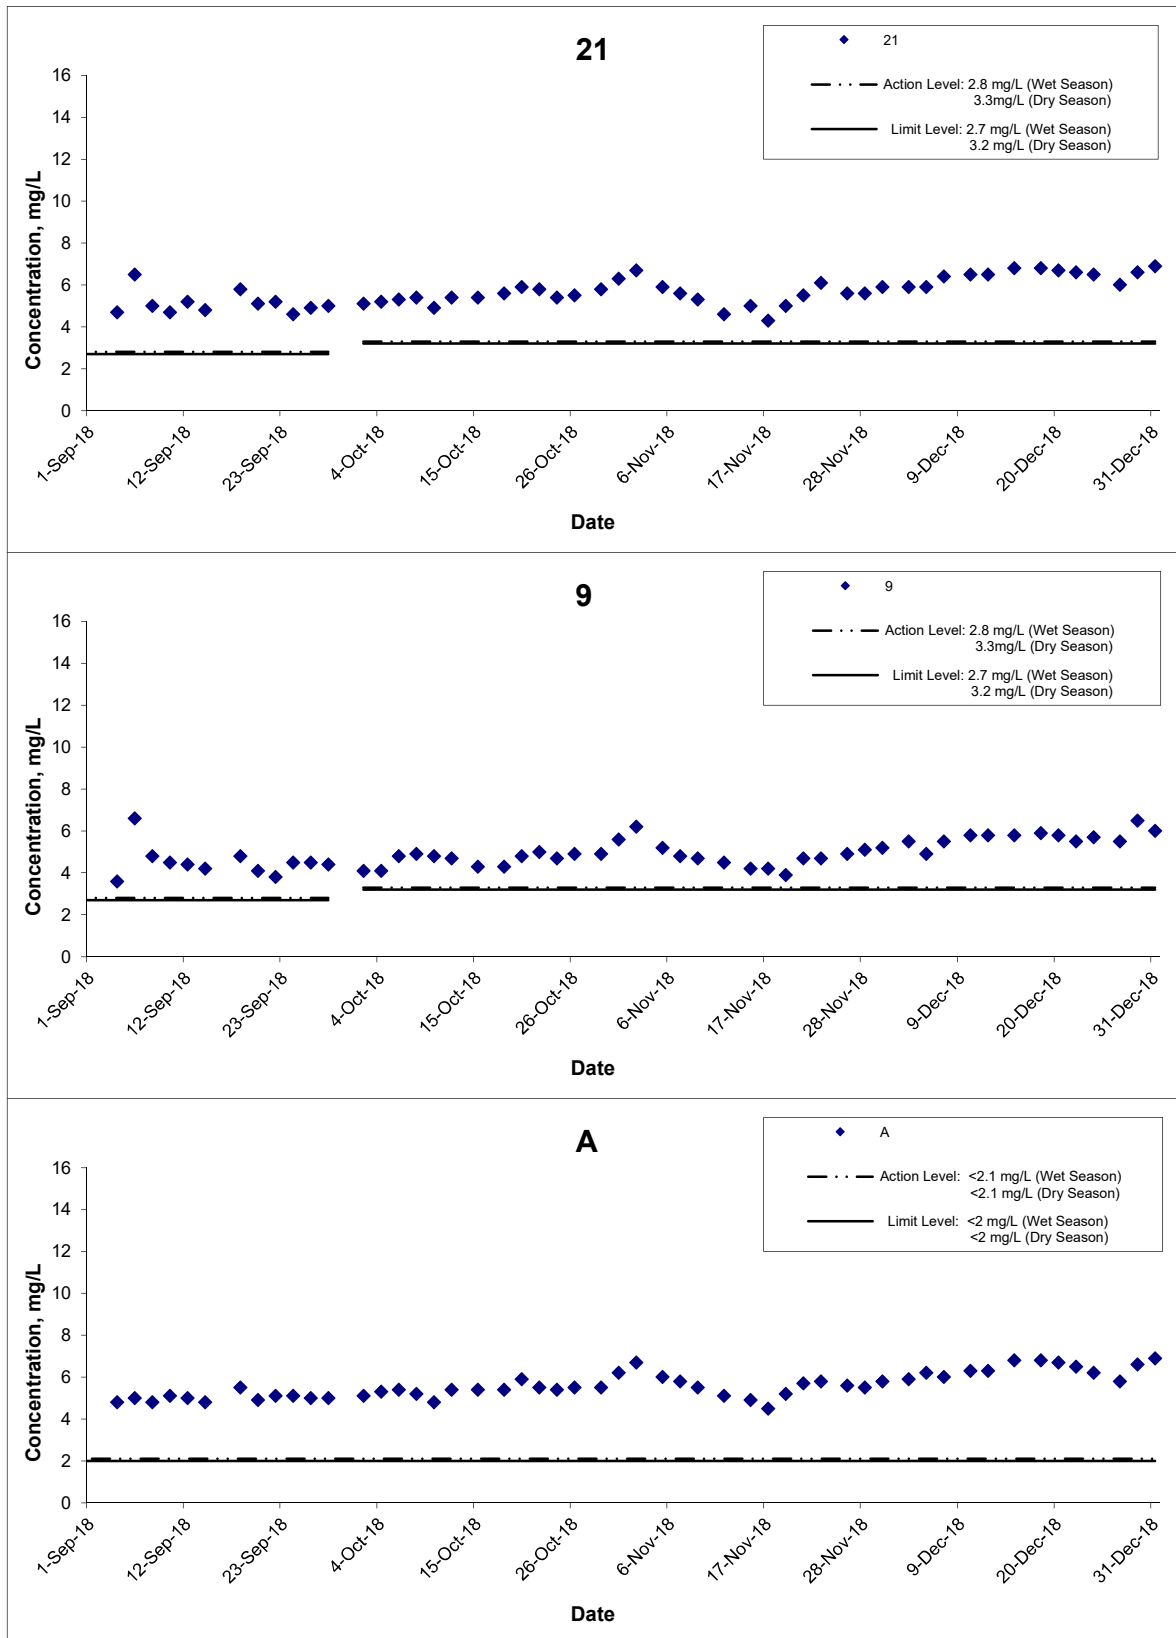 21
21
Action Level: 2.8 mg/L (Wet Season)
3.3mg/L (Dry Season)
Limit Level: 2.7 mg/L (Wet Season)
3.2 mg/L (Dry Season)
Concentration, mg/L
16
14
12
10
8
6
4
2
0
1-Sep-18
12-Sep-18
23-Sep-18
4-Oct-18
15-Oct-18
26-Oct-18
6-Nov-18
17-Nov-18
28-Nov-18
9-Dec-18
20-Dec-18
31-Dec-18
Date
9
9
Action Level: 2.8 mg/L (Wet Season)
3.3mg/L (Dry Season)
Limit Level: 2.7 mg/L (Wet Season)
3.2 mg/L (Dry Season)
Concentration, mg/L
16
14
12
10
8
6
4
2
0
1-Sep-18
12-Sep-18
23-Sep-18
4-Oct-18
15-Oct-18
26-Oct-18
6-Nov-18
17-Nov-18
28-Nov-18
9-Dec-18
20-Dec-18
31-Dec-18
Date
A
A
Action Level: <2.1 mg/L (Wet Season)
<2.1 mg/L (Dry Season)
Limit Level: <2 mg/L (Wet Season)
<2 mg/L (Dry Season)
Concentration, mg/L
16
14
12
10
8
6
4
2
0
1-Sep-18
12-Sep-18
23-Sep-18
4-Oct-18
15-Oct-18
26-Oct-18
6-Nov-18
17-Nov-18
28-Nov-18
9-Dec-18
20-Dec-18
31-Dec-18
Date